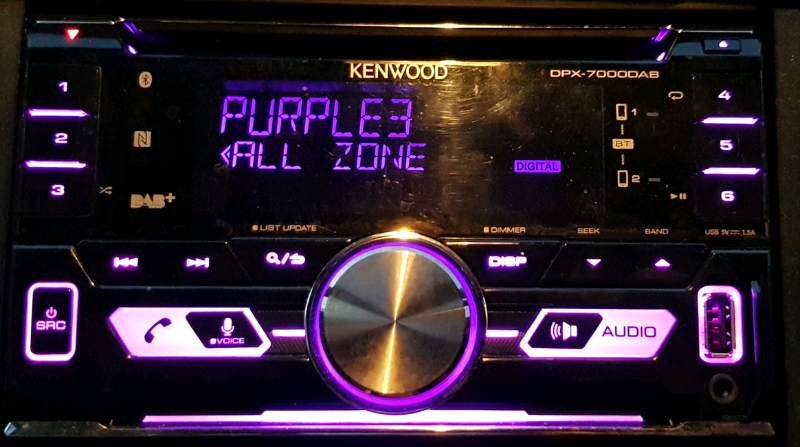 KENWOOD
DPX-7000DAB
1
2
3
4
5
6
PURPLE3
<ALL ZONE
DIGITAL
DAB+
1
BT
2
LIST UPDATE
DIMMER
SEEK
BAND
USB 5V 1.5A
DISP
SRC
VOICE
AUDIO